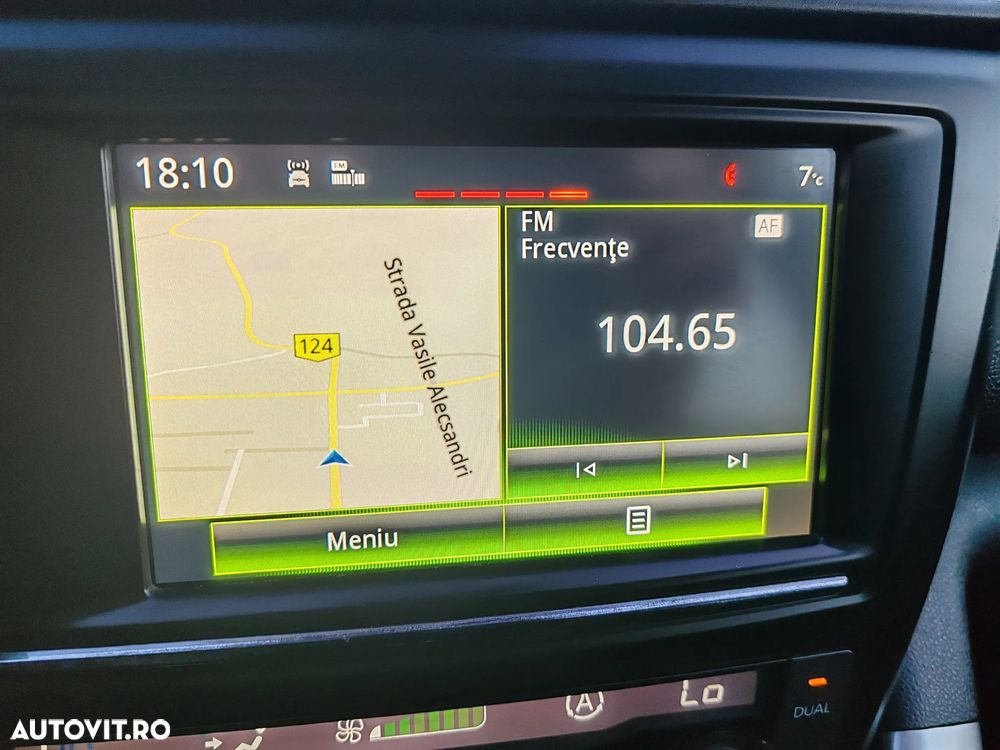 18:10
FM
7°C
FM
AF
Frecvenţe
104.65
124
Strada Vasile Alecsandri
Meniu
A
Lo
DUAL
AUTOVIT.RO